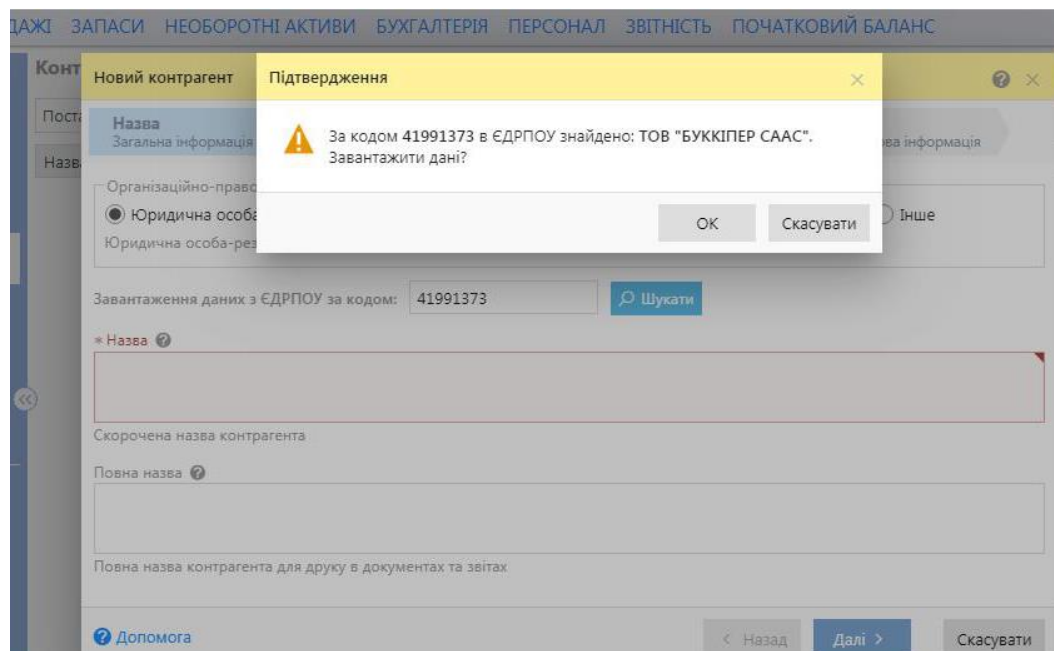 ДАЖІ ЗАПАСИ НЕОБОРОТНІ АКТИВИ БУХГАЛТЕРІЯ ПЕРСОНАЛ ЗВІТНІСТЬ ПОЧАТКОВИЙ БАЛАНС
Конт
Поста
Назва
Новий контрагент
Підтвердження
За кодом 41991373 в ЄДРПОУ знайдено: ТОВ "БУККІПЕР СААС".
Завантажити дані?
ОК Скасувати
Назва
Загальна інформація
ва інформація
Організаційно-право
Юридична особа
Інше
Юридична особа-рез
Завантаження даних з ЄДРПОУ за кодом: 41991373 Шукати
* Назва
Скорочена назва контрагента
Повна назва
Повна назва контрагента для друку в документах та звітах
Допомога
< Назад Далі > Скасувати